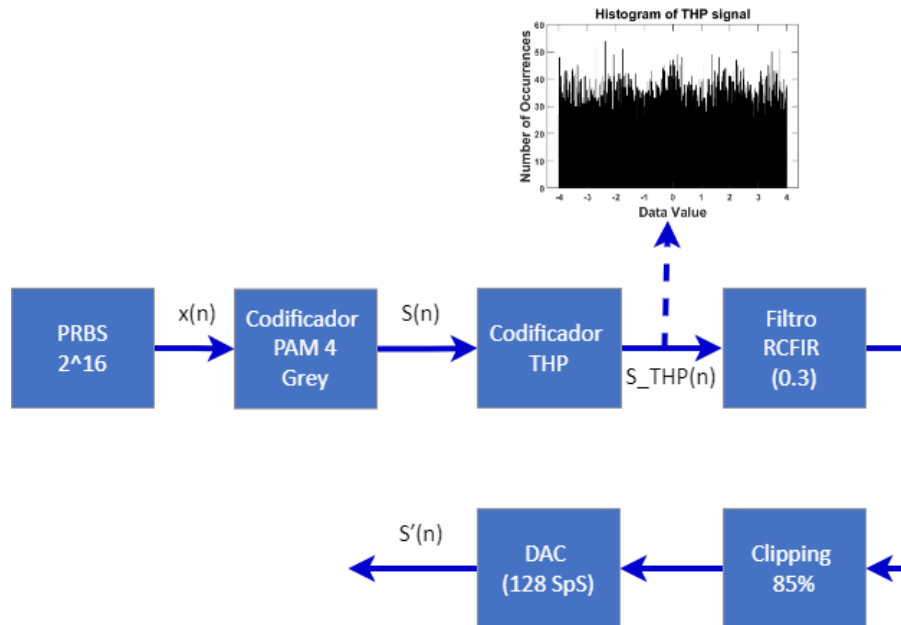 Histogram of THP signal
Number of Occurrences
60
50
40
30
20
10
0
-4 -3 -2 -1 0 1 2 3 4
Data Value
PRBS
2^16
x(n)
Codificador
PAM 4
Grey
S(n)
Codificador
THP
S_THP(n)
Filtro
RCFIR
(0.3)
S’(n)
DAC
(128 SpS)
Clipping
85%